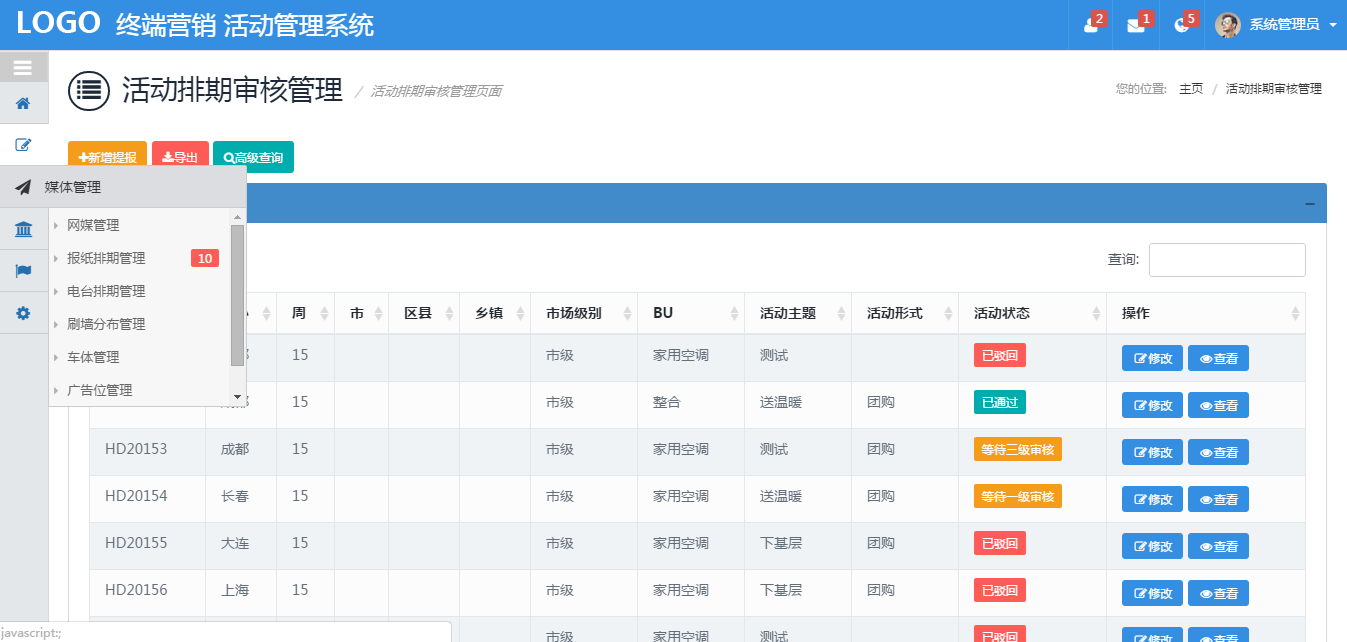 LOGO 终端营销 活动管理系统
2
1
5
系统管理员
活动排期审核管理 / 活动排期审核管理页面
您的位置: 主页 / 活动排期审核管理
新增提报 导出 高级查询
媒体管理
网媒管理
报纸排期管理 10
电台排期管理
刷墙分布管理
车体管理
广告位管理
查询:
周 市 区县 乡镇 市场级别 BU 活动主题 活动形式 活动状态 操作
15 市级 家用空调 测试 已驳回 修改 查看
15 市级 整合 送温暖 团购 已通过 修改 查看
HD20153 成都 15 市级 家用空调 测试 团购 等待三级审核 修改 查看
HD20154 长春 15 市级 家用空调 送温暖 团购 等待一级审核 修改 查看
HD20155 大连 15 市级 家用空调 下基层 团购 已驳回 修改 查看
HD20156 上海 15 市级 家用空调 下基层 团购 已驳回 修改 查看
市级 家用空调 测试 已驳回 修改 查看
javascript:;